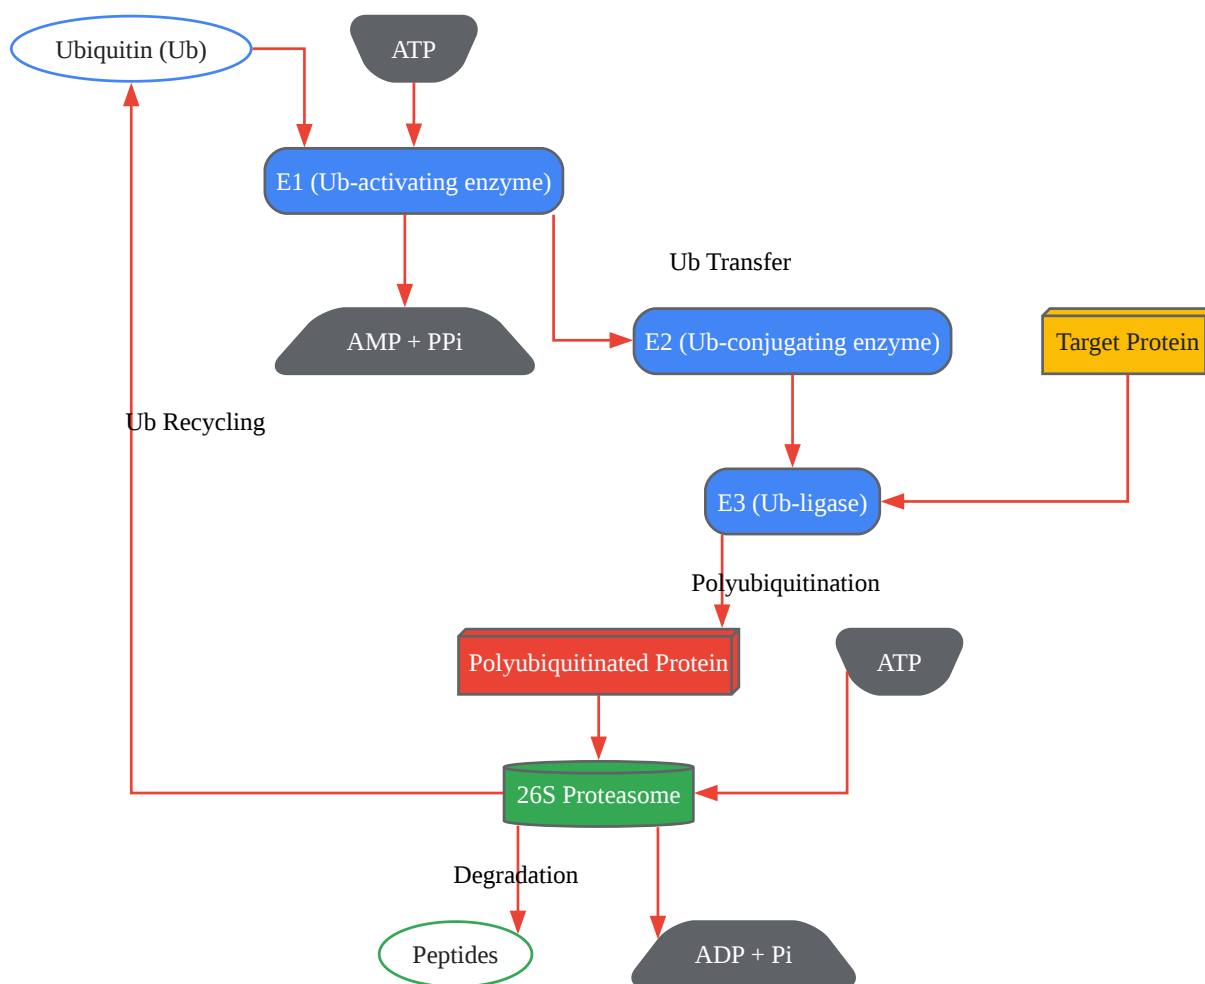 Ubiquitin (Ub)
ATP
E1 (Ub-activating enzyme)
Ub Transfer
AMP + PPi
E2 (Ub-conjugating enzyme)
Target Protein
Ub Recycling
E3 (Ub-ligase)
Polyubiquitination
Polyubiquitinated Protein
ATP
26S Proteasome
Degradation
Peptides
ADP + Pi